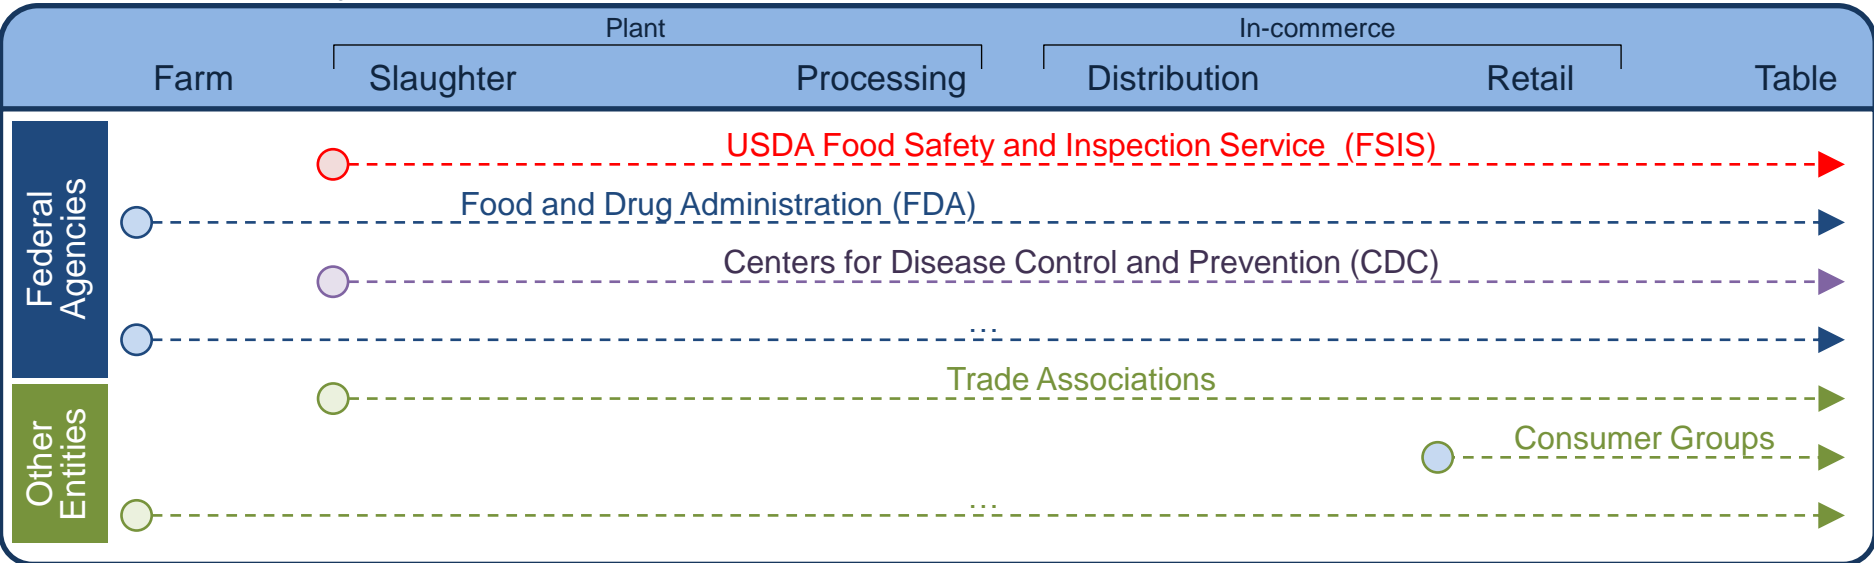 Plant
In-commerce
Farm
Slaughter
Processing
Distribution
Retail
Table
Federal
Agencies
USDA Food Safety and Inspection Service (FSIS)
Food and Drug Administration (FDA)
Centers for Disease Control and Prevention (CDC)
...
Other
Entities
Trade Associations
Consumer Groups
...